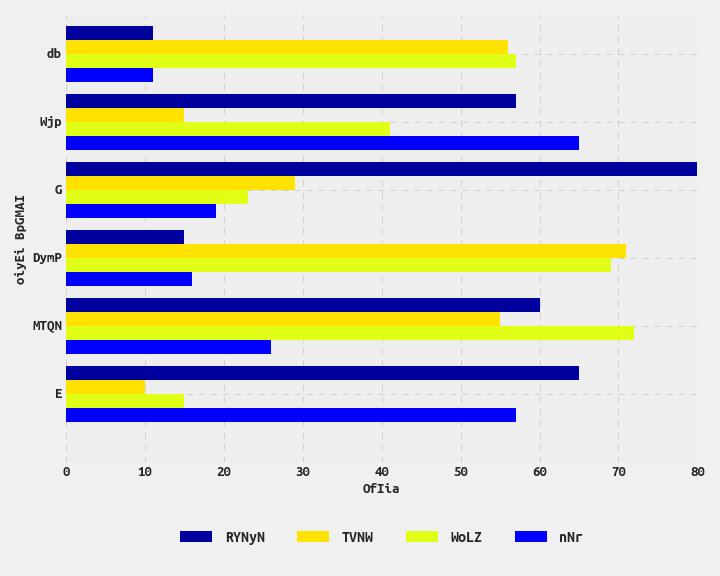 db
Wjp
G
DymP
MTQN
E
oiyEi BpGMAI
0 10 20 30 40 50 60 70 80
OfIia
RYNyN TVNW WoLZ nNr